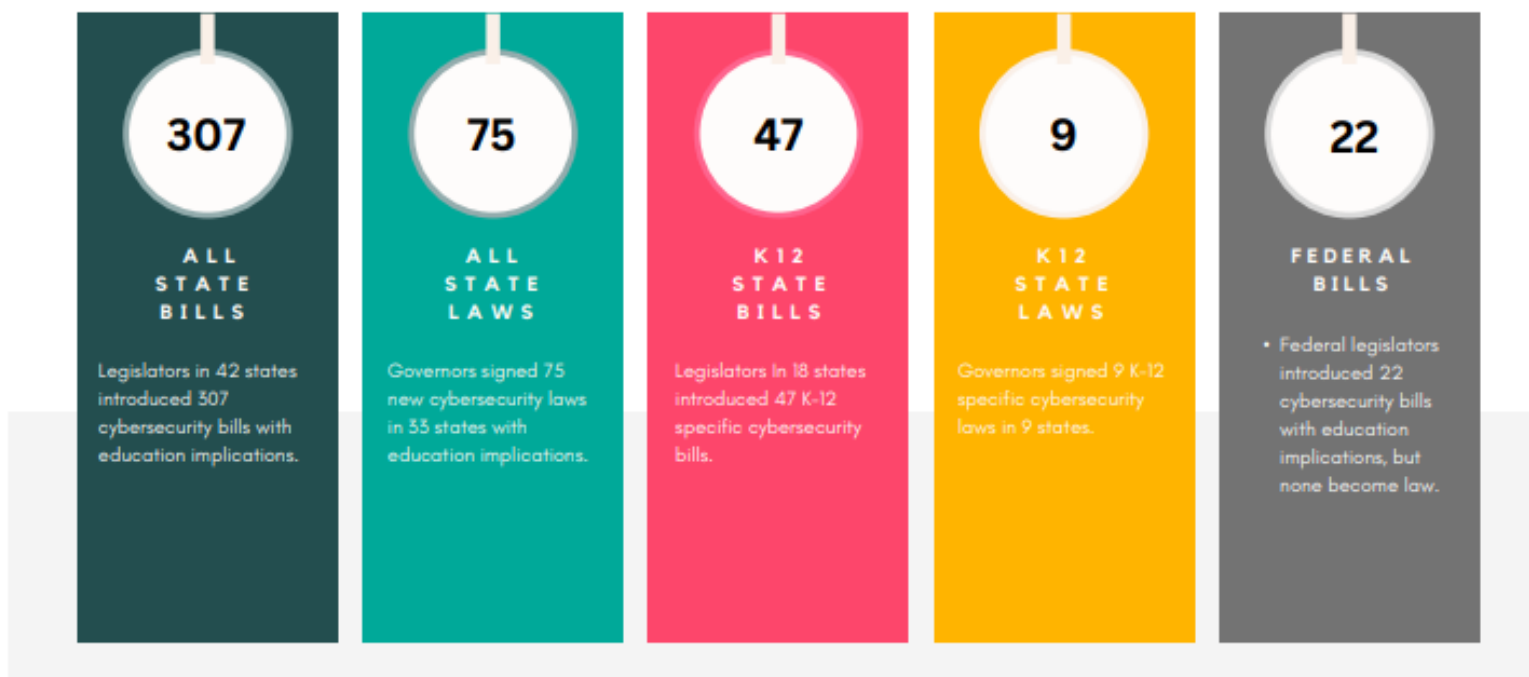 307
ALL
STATE
BILLS
Legislators in 42 states
introduced 307
cybersecurity bills with
education implications.
75
ALL
STATE
LAWS
Governors signed 75
new cybersecurity laws
in 33 states with
education implications.
47
K12
STATE
BILLS
Legislators In 18 states
introduced 47 K-12
specific cybersecurity
bills.
9
K12
STATE
LAWS
Governors signed 9 K-12
specific cybersecurity
laws in 9 states.
22
FEDERAL
BILLS
• Federal legislators
introduced 22
cybersecurity bills
with education
implications, but
none become law.